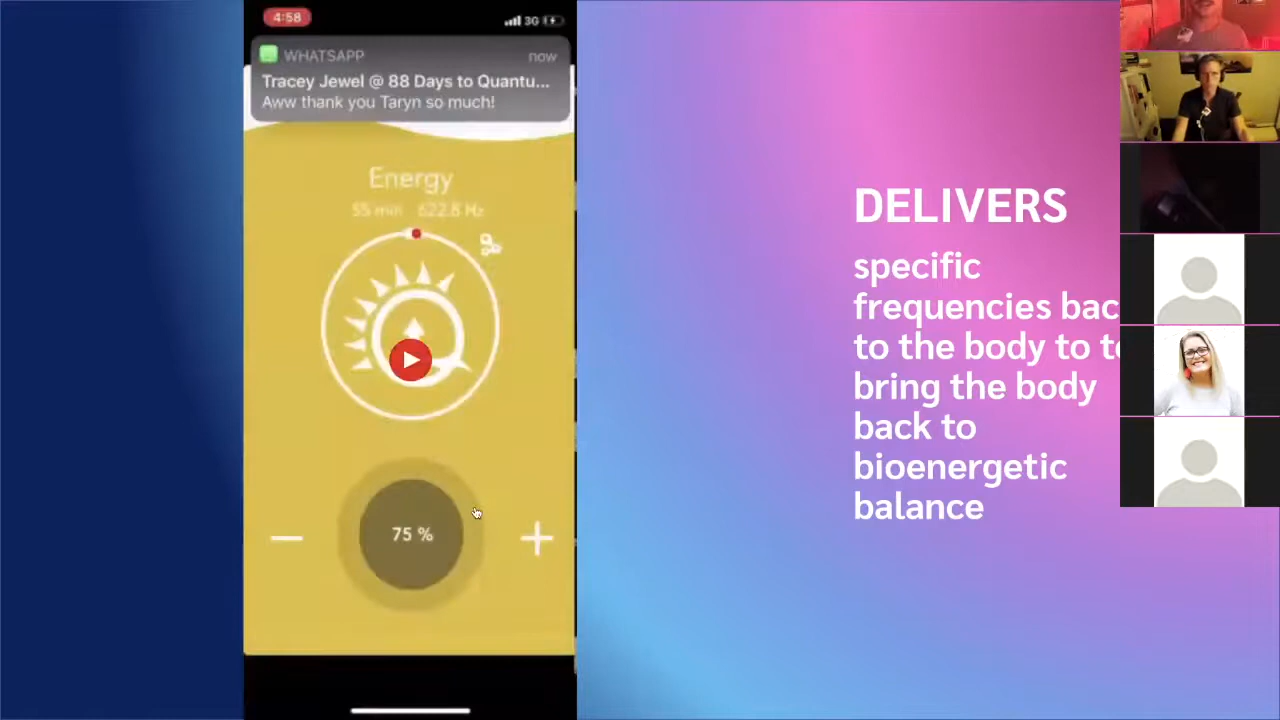 4:58
3G
WHATSAPP
now
Tracey Jewel @ 88 Days to Quantu...
Aww thank you Taryn so much!
Energy
55 min 622.8 Hz
75 %
DELIVERS
specific
frequencies bac
to the body to t
bring the body
back to
bioenergetic
balance